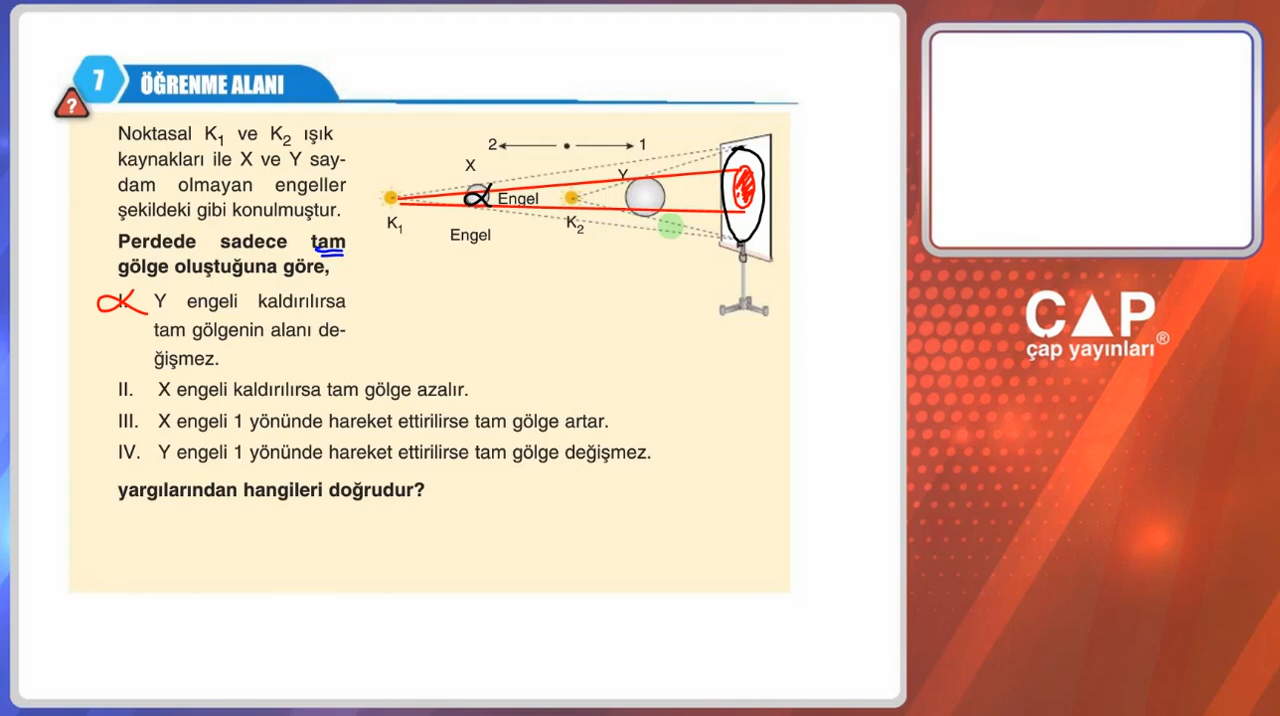 7 ÖĞRENME ALANI
?
Noktasal K₁ ve K₂ ışık
kaynakları ile X ve Y say-
dam olmayan engeller
şekildeki gibi konulmuştur.
Perdede sadece tam
gölge oluştuğuna göre,
I. Y engeli kaldırılırsa
tam gölgenin alanı de-
ğişmez.
II. X engeli kaldırılırsa tam gölge azalır.
III. X engeli 1 yönünde hareket ettirilirse tam gölge artar.
IV. Y engeli 1 yönünde hareket ettirilirse tam gölge değişmez.
yargılarından hangileri doğrudur?
2 1
X
Y
Engel
K₁
K₂
Engel
ÇAP
çap yayınları®